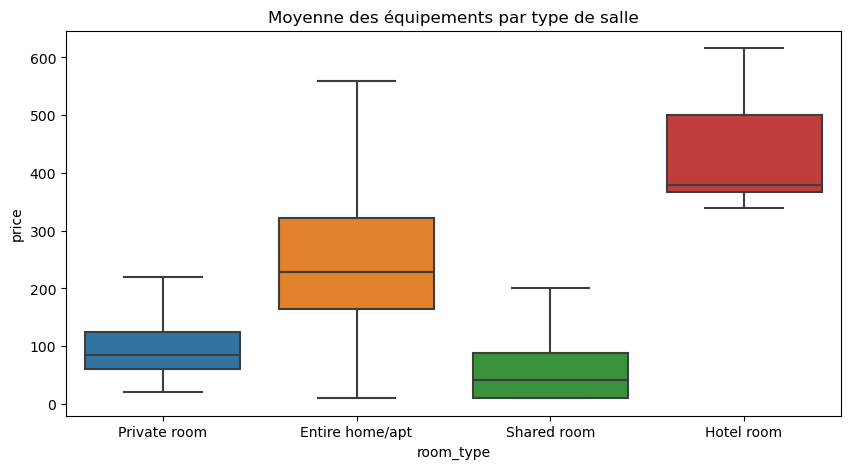 Moyenne des équipements par type de salle
price
600
500
400
300
200
100
0
Private room
Entire home/apt
Shared room
Hotel room
room_type